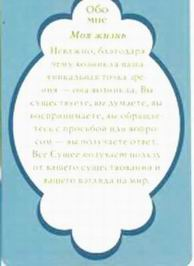 Обо
мне
Моя жизнь
Неважно, благодаря
чему возникла ваша
уникальная точка зре-
ния — она возникла. Вы
существуете, вы думаете, вы
воспринимаете, вы обращае-
тесь с просьбой или вопро-
сом — вы получаете ответ.
Все Сущее получает пользу
от вашего существования и
вашего взгляда на мир.